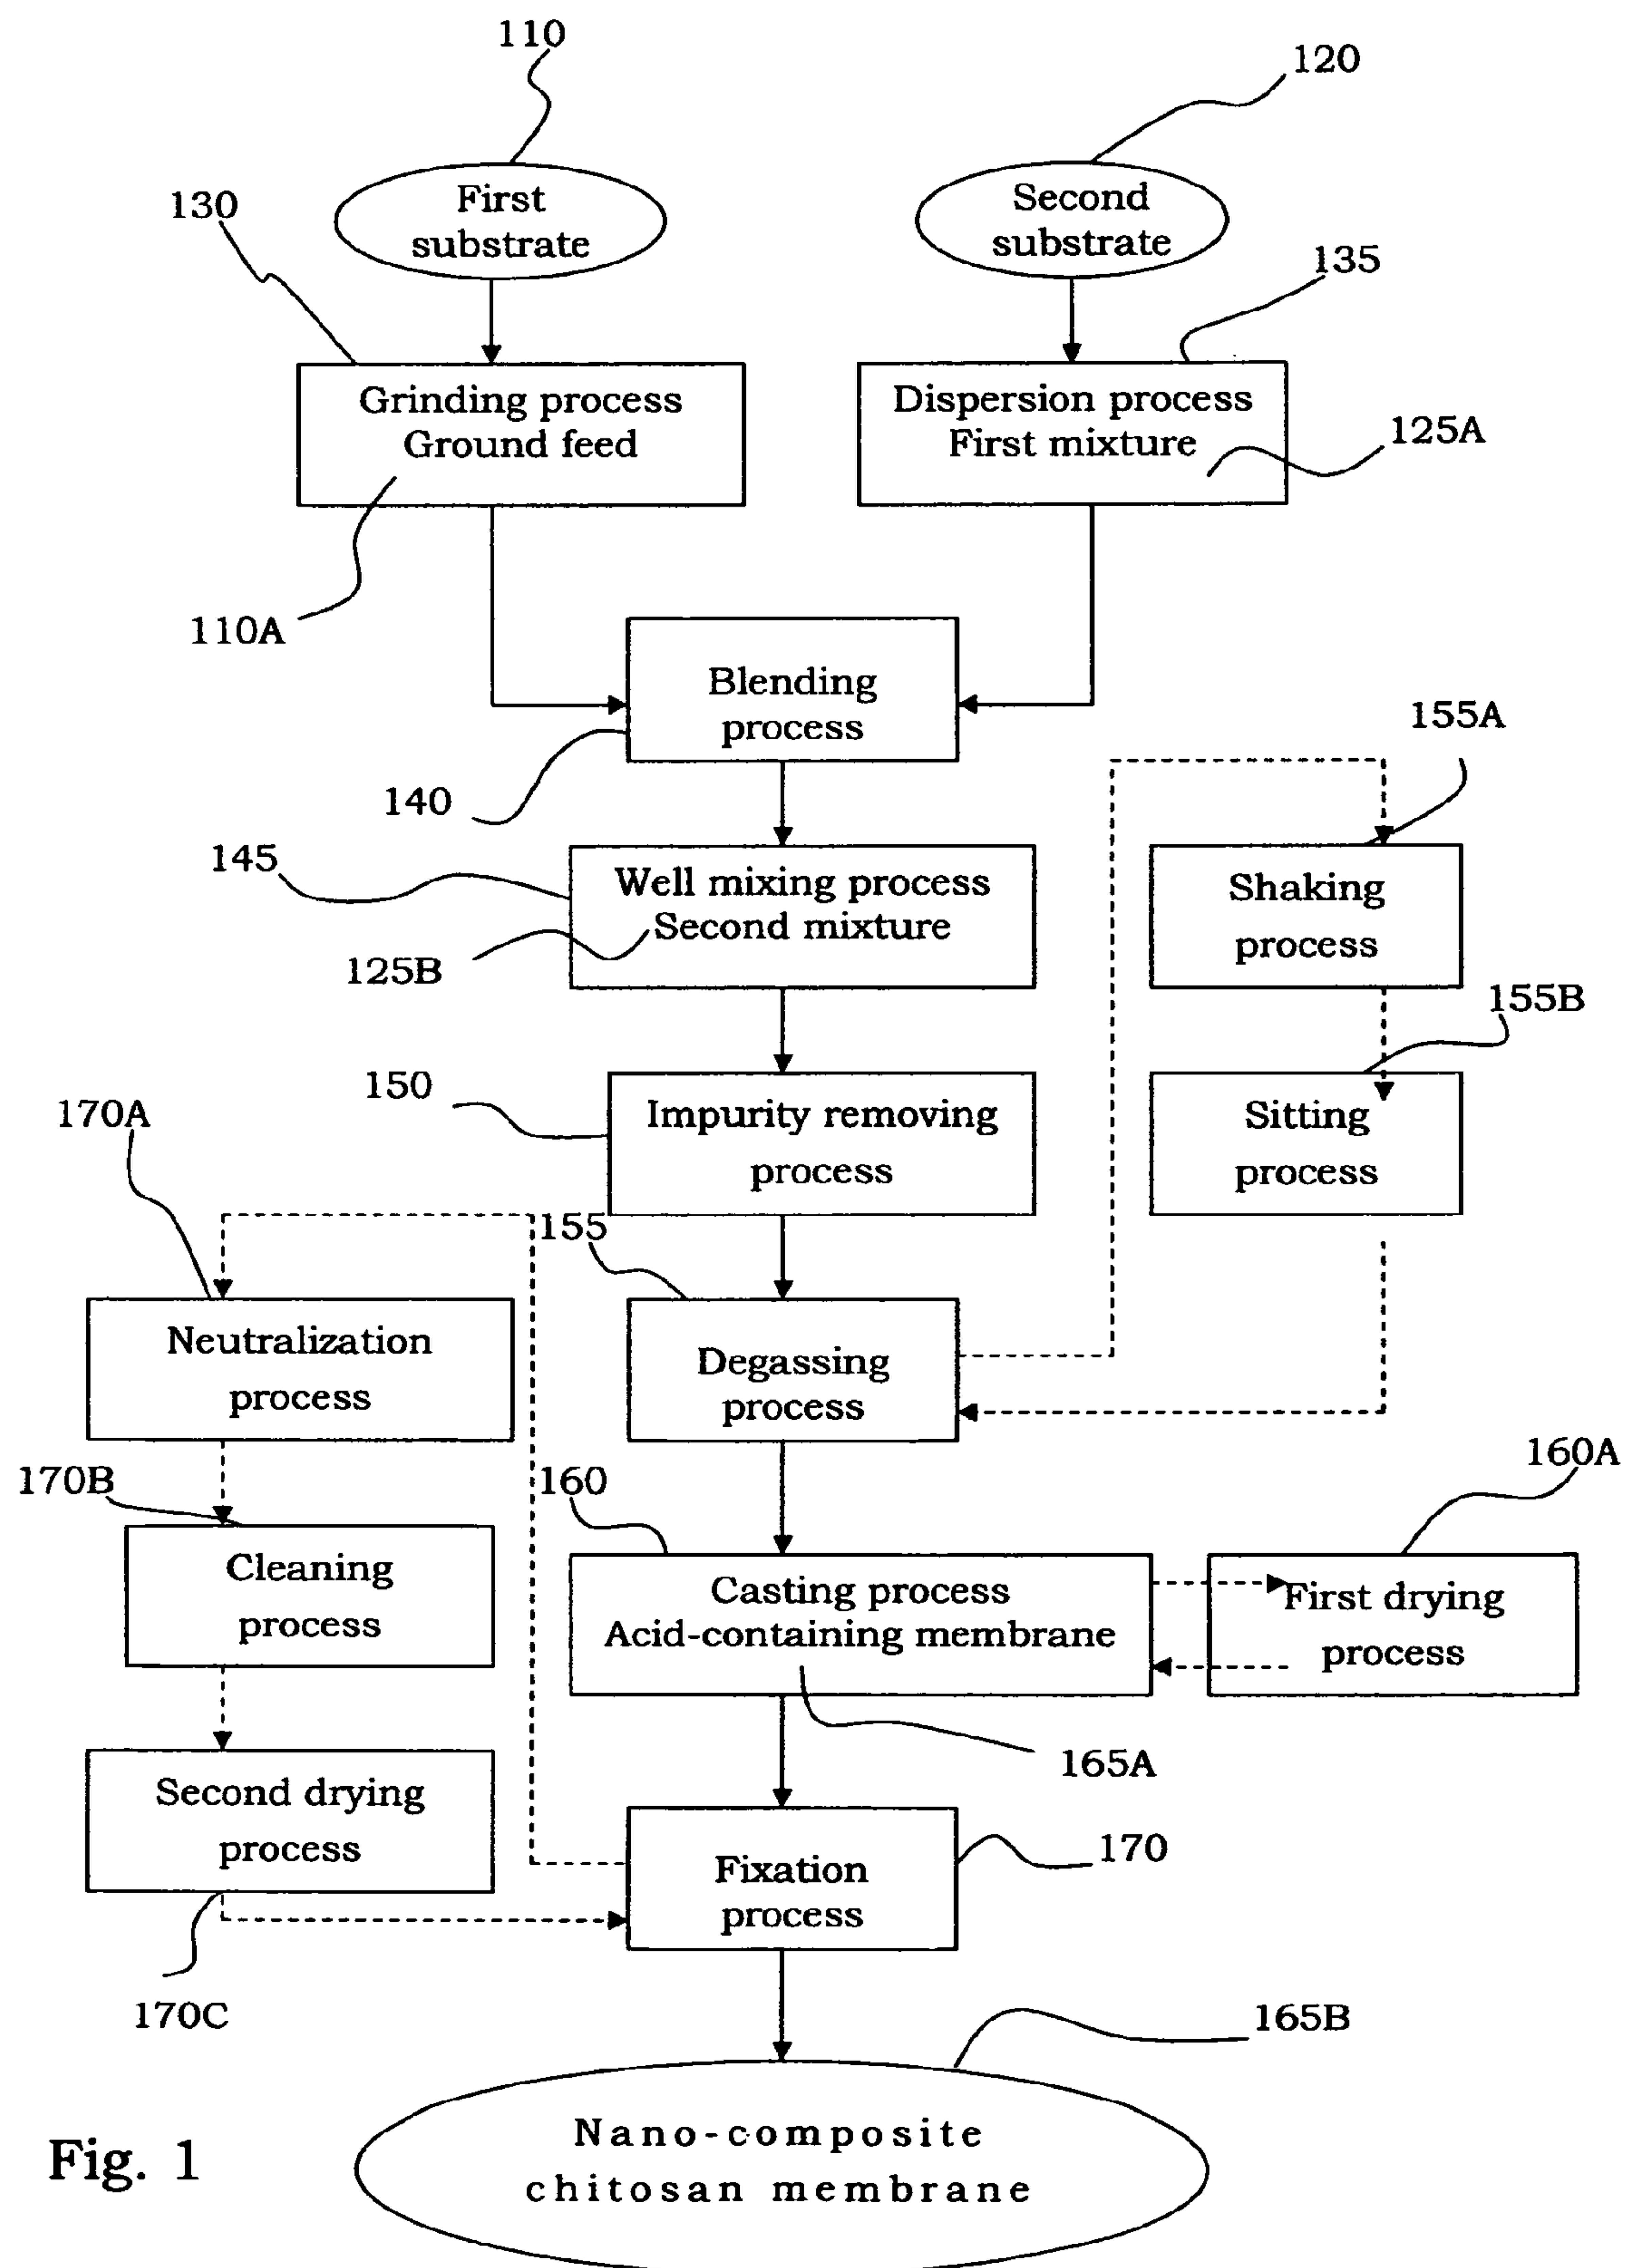 110
120
First
substrate
Second
substrate
130
135
Grinding process
Ground feed
Dispersion process
First mixture
125A
110A
Blending
process
155A
140
145
Well mixing process
Second mixture
Shaking
process
125B
155B
150
Impurity removing
process
Sitting
process
170A
155
Neutralization
process
Degassing
process
170B
160
160A
Cleaning
process
Casting process
Acid-containing membrane
First drying
process
165A
Second drying
process
170
Fixation
process
170C
165B
Nano-composite
chitosan membrane
Fig. 1